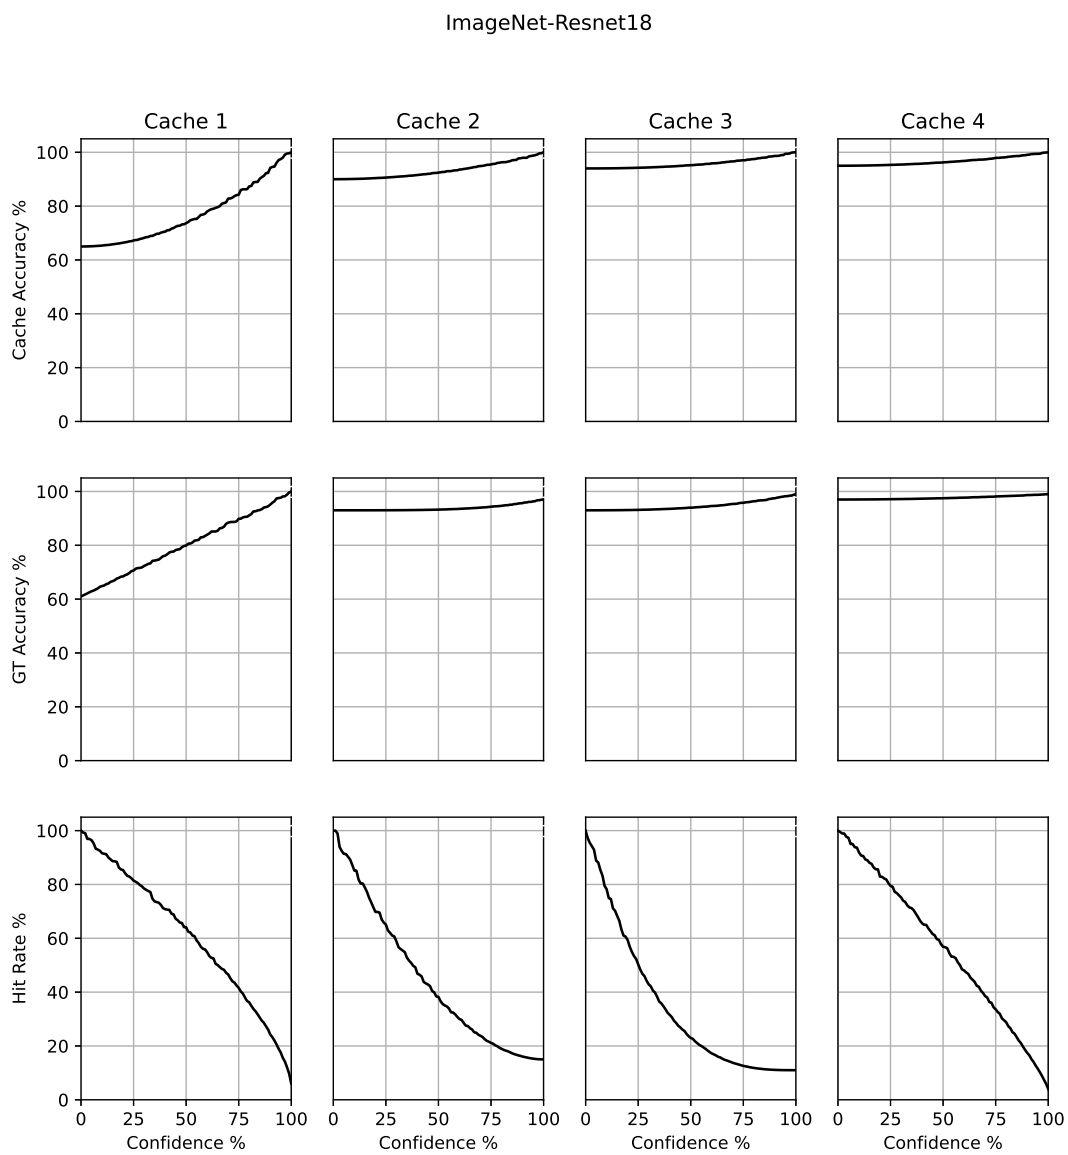 ImageNet-Resnet18
Cache 1
Cache 2
Cache 3
Cache 4
Cache Accuracy %
100
80
60
40
20
0
GT Accuracy %
100
80
60
40
20
0
Hit Rate %
100
80
60
40
20
0
0 25 50 75 100
0 25 50 75 100
0 25 50 75 100
0 25 50 75 100
Confidence %
Confidence %
Confidence %
Confidence %